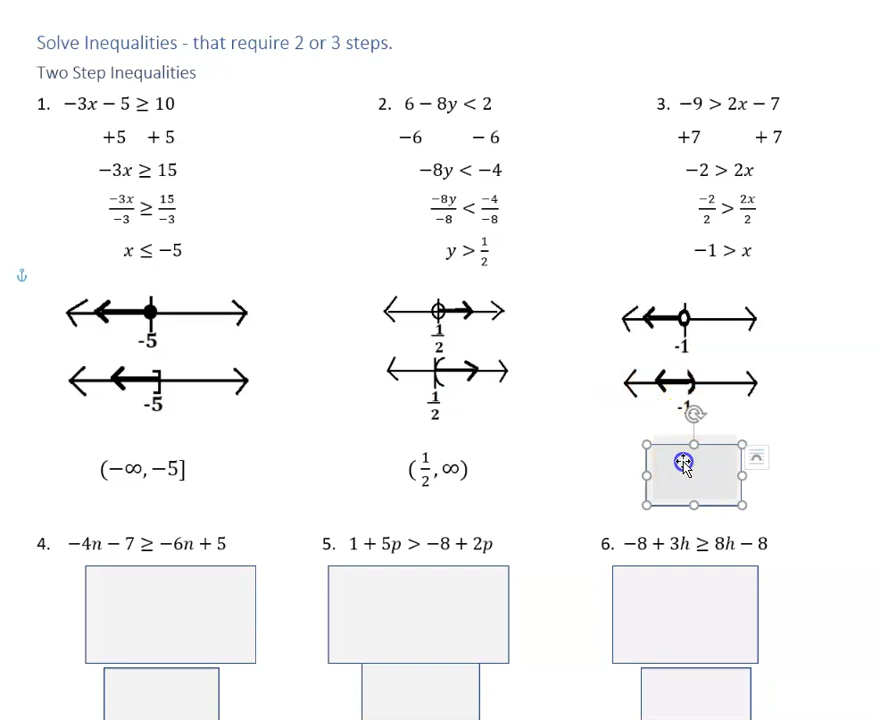 Solve Inequalities - that require 2 or 3 steps.
Two Step Inequalities
1. −3x − 5 ≥ 10
+5 + 5
−3x ≥ 15
−3x/−3 ≥ 15/−3
x ≤ −5
-5
-5
(−∞, −5]
2. 6 − 8y < 2
−6 − 6
−8y < −4
−8y/−8 < −4/−8
y > 1/2
1/2
1/2
(1/2, ∞)
3. −9 > 2x − 7
+7 + 7
−2 > 2x
−2/2 > 2x/2
−1 > x
-1
-1
4. −4n − 7 ≥ −6n + 5
5. 1 + 5p > −8 + 2p
6. −8 + 3h ≥ 8h − 8